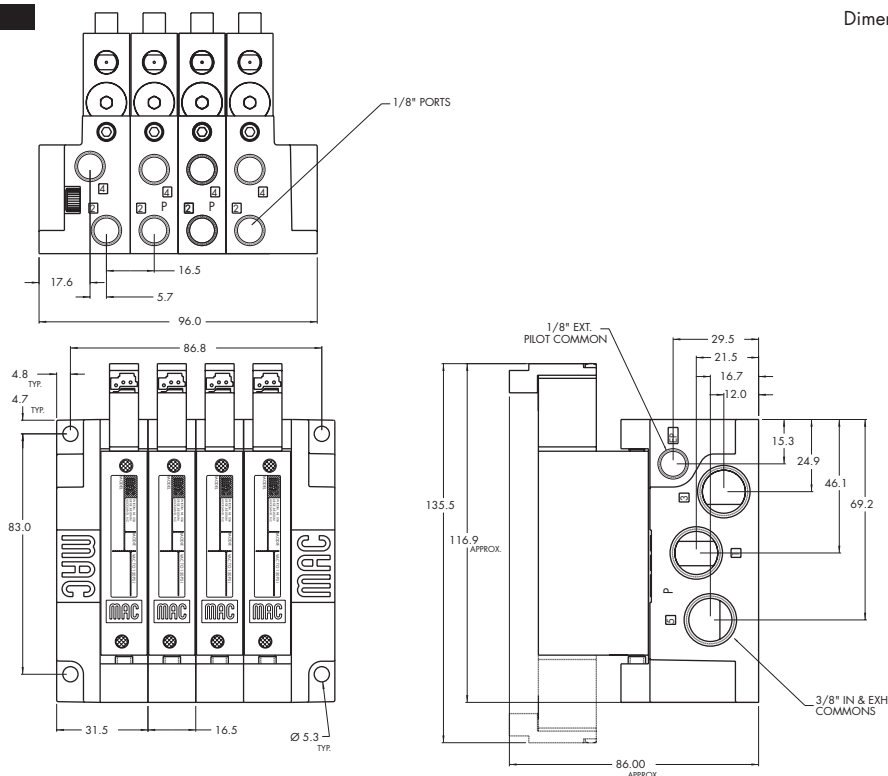 Dimen
1/8" PORTS
4
4
4
4
2
2
P
2
P
2
17.6
16.5
5.7
96.0
86.8
4.8
TYP.
4.7
TYP.
83.0
MAC
MAC
MAC
MAC
MAC
MAC
31.5
16.5
Ø 5.3
TYP.
1/8" EXT.
PILOT COMMON
29.5
21.5
16.7
12.0
EP
15.3
24.9
46.1
69.2
3
1
P
5
135.5
116.9
APPROX.
3/8" IN & EXH
COMMONS
86.00
APPROX.